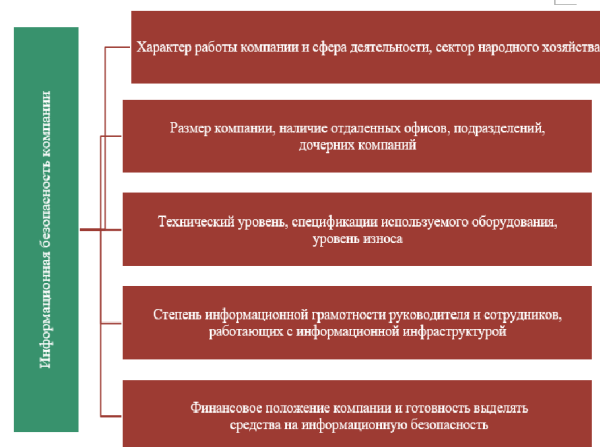 Информационная безопасность компании
Характер работы компании и сфера деятельности, сектор народного хозяйства
Размер компании, наличие отдаленных офисов, подразделений,
дочерних компаний
Технический уровень, спецификации используемого оборудования,
уровень износа
Степень информационной грамотности руководителя и сотрудников,
работающих с информационной инфраструктурой
Финансовое положение компании и готовность выделять
средства на информационную безопасность